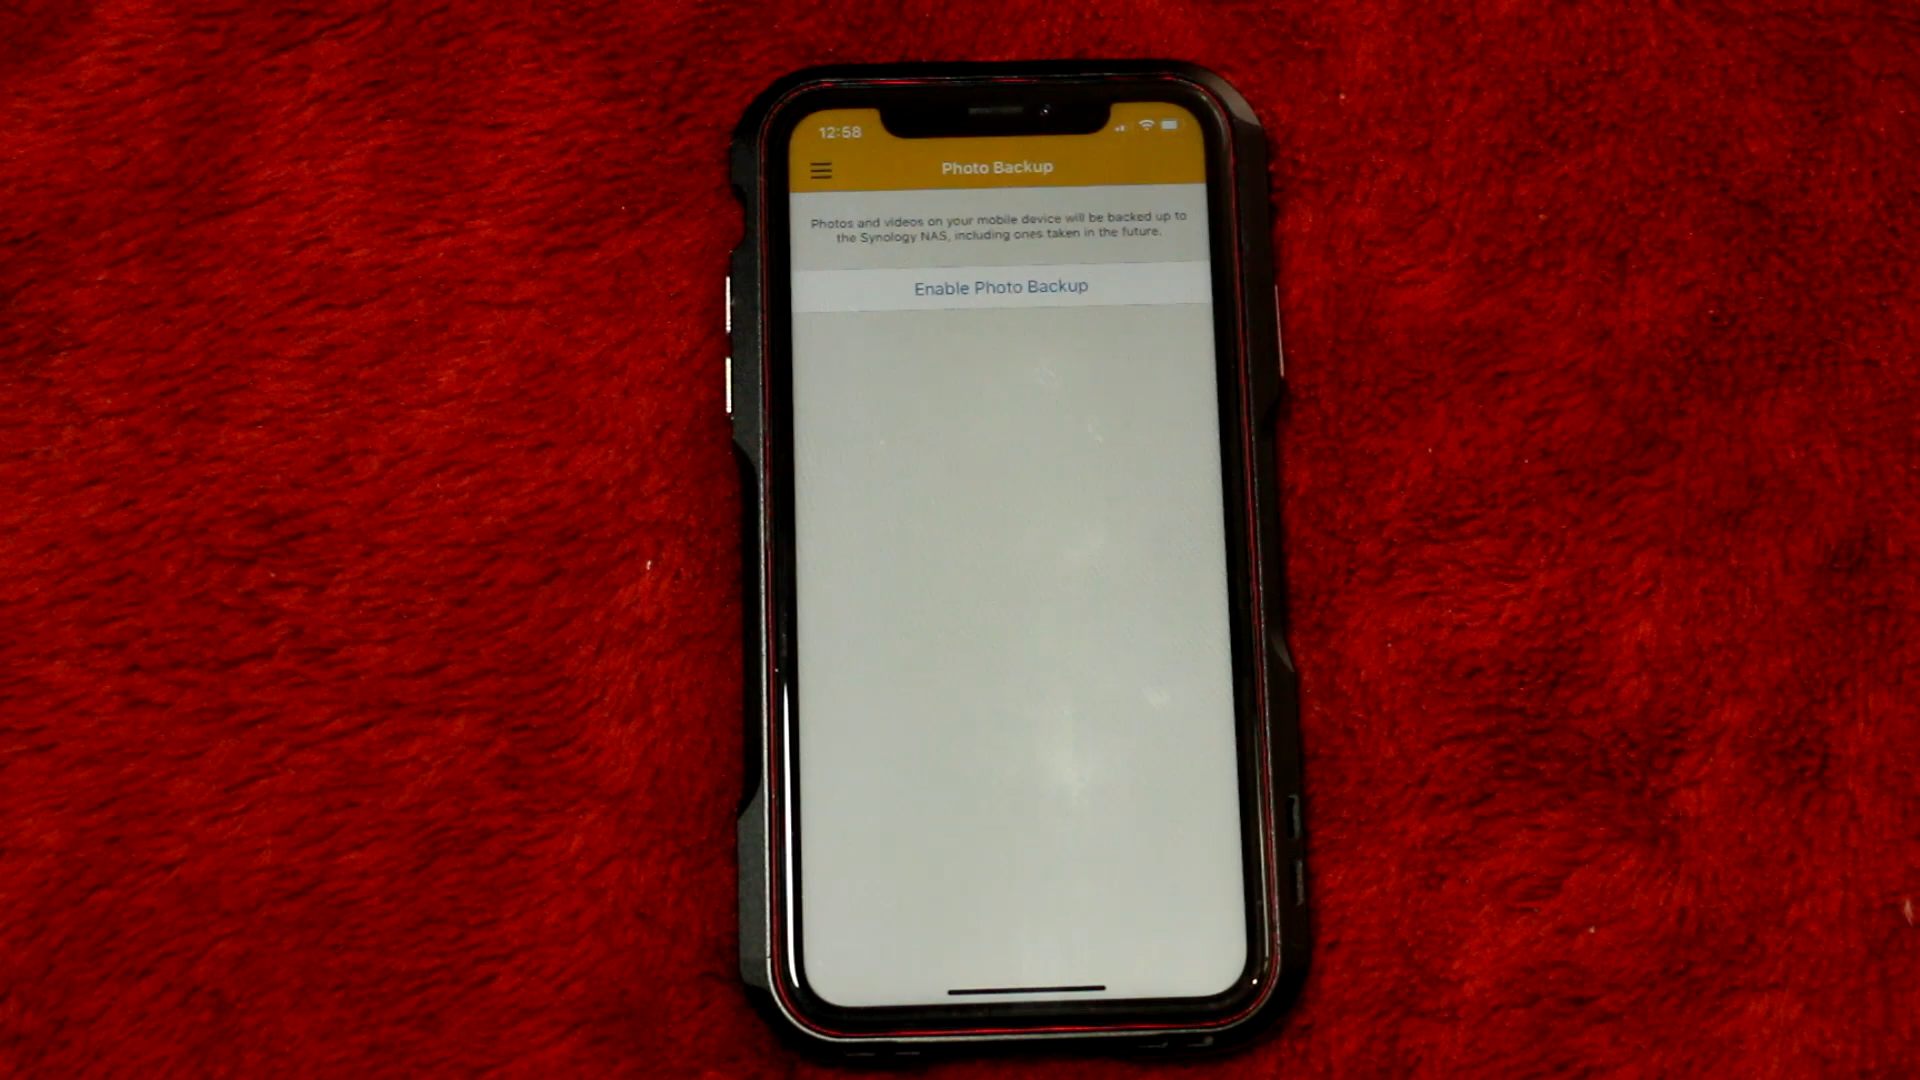 12:58
Photo Backup
Photos and videos on your mobile device will be backed up to
the Synology NAS, including ones taken in the future.
Enable Photo Backup